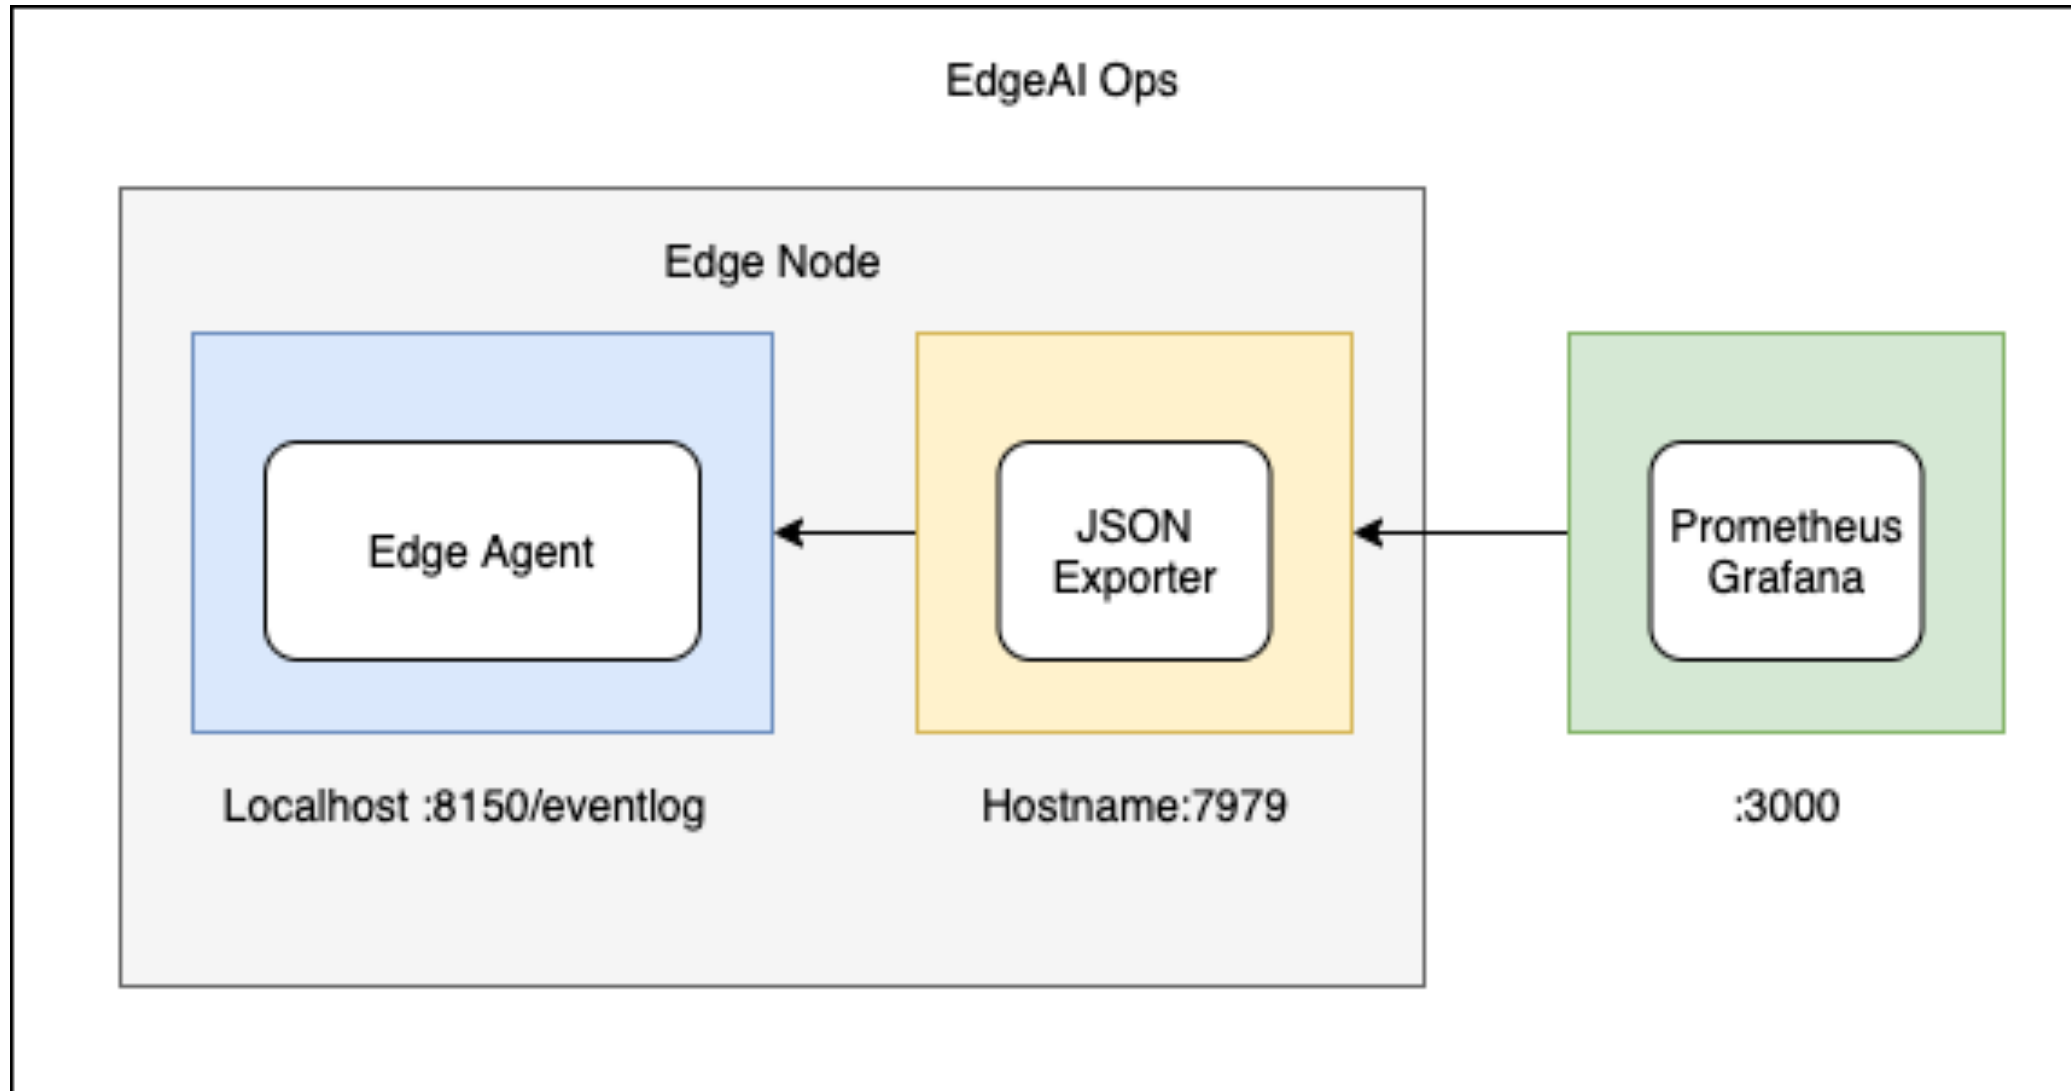 EdgeAI Ops
Edge Node
Edge Agent
JSON
Exporter
Prometheus
Grafana
Localhost :8150/eventlog
Hostname:7979
:3000